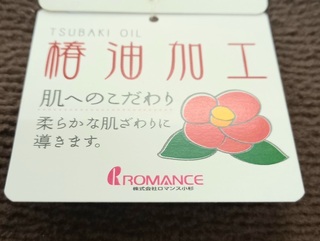 TSUBAKI OIL
椿油加工
肌へのこだわり
柔らかな肌ざわりに
導きます。
ROMANCE
株式会社ロマンス小杉